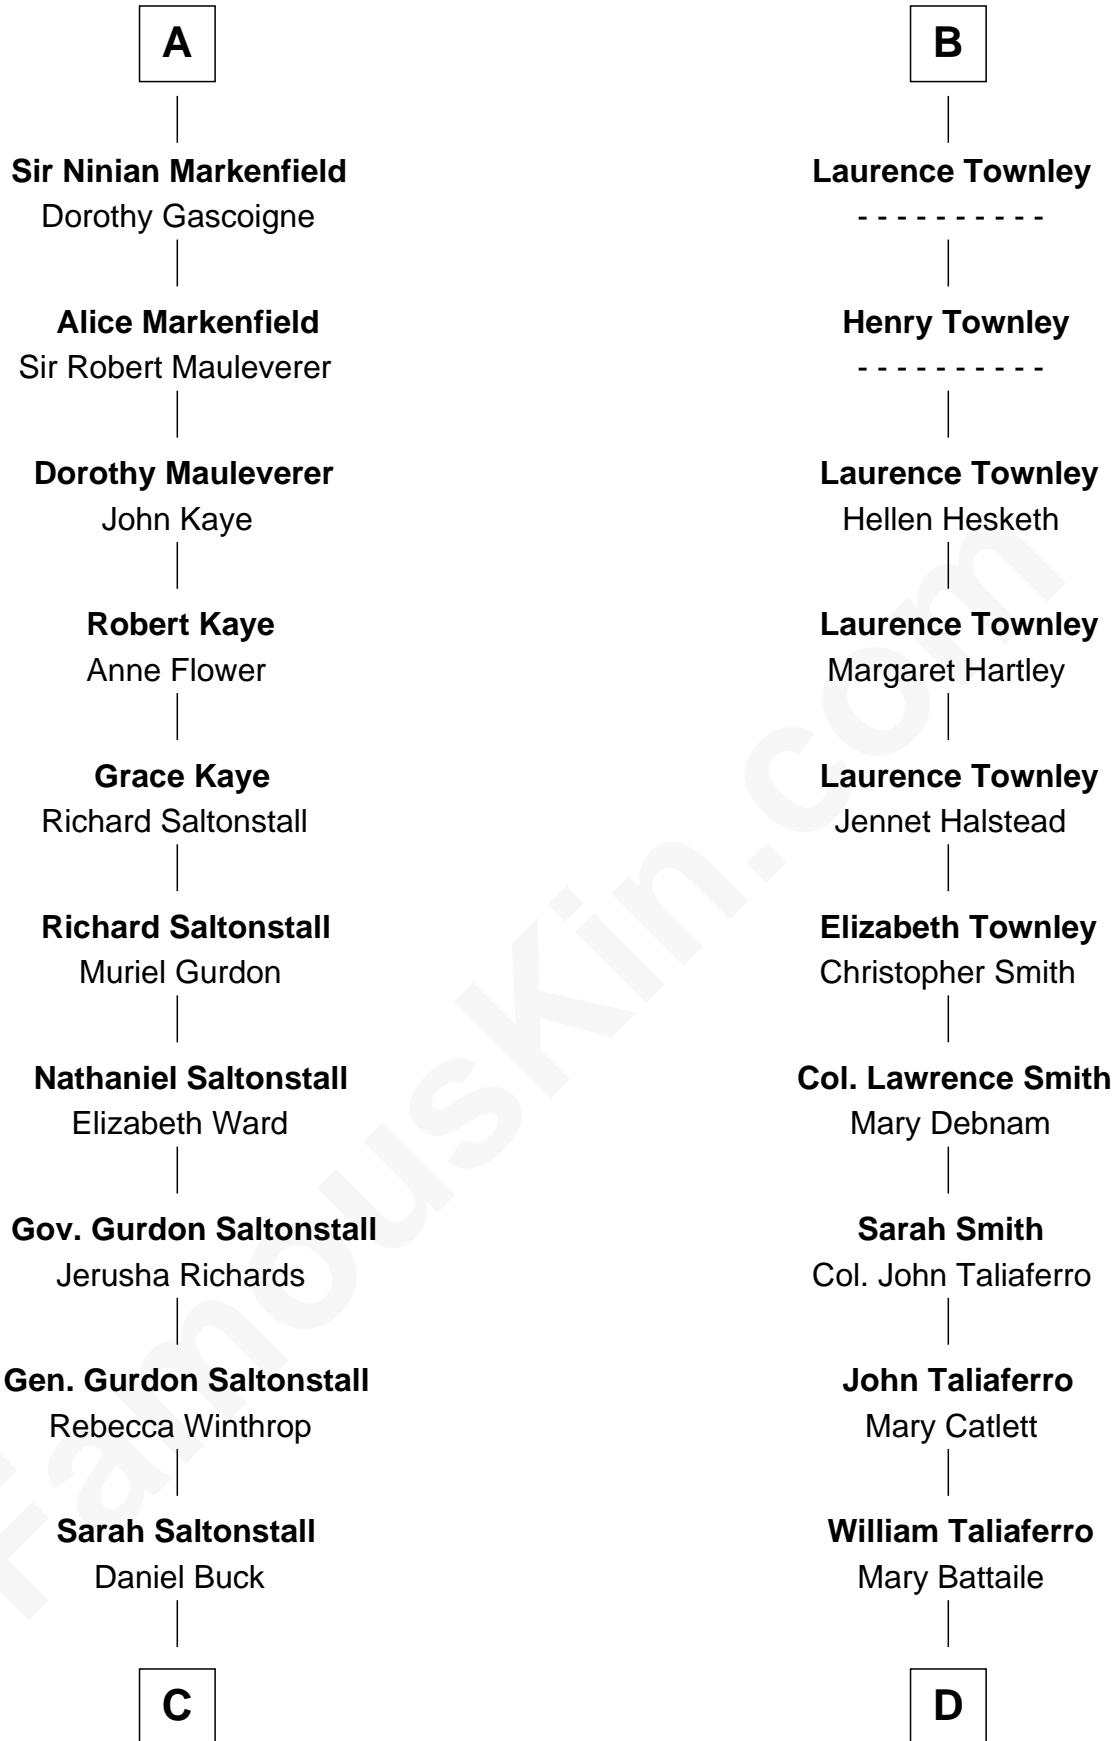 A
Sir Ninian Markenfield
Dorothy Gascoigne
Alice Markenfield
Sir Robert Mauleverer
Dorothy Mauleverer
John Kaye
Robert Kaye
Anne Flower
Grace Kaye
Richard Saltonstall
Richard Saltonstall
Muriel Gurdon
Nathaniel Saltonstall
Elizabeth Ward
Gov. Gurdon Saltonstall
Jerusha Richards
Gen. Gurdon Saltonstall
Rebecca Winthrop
Sarah Saltonstall
Daniel Buck
C
B
Laurence Townley
- - - - - - - - - -
Henry Townley
- - - - - - - - - -
Laurence Townley
Hellen Hesketh
Laurence Townley
Margaret Hartley
Laurence Townley
Jennet Halstead
Elizabeth Townley
Christopher Smith
Col. Lawrence Smith
Mary Debnam
Sarah Smith
Col. John Taliaferro
John Taliaferro
Mary Catlett
William Taliaferro
Mary Battaile
D
FamousKin.com